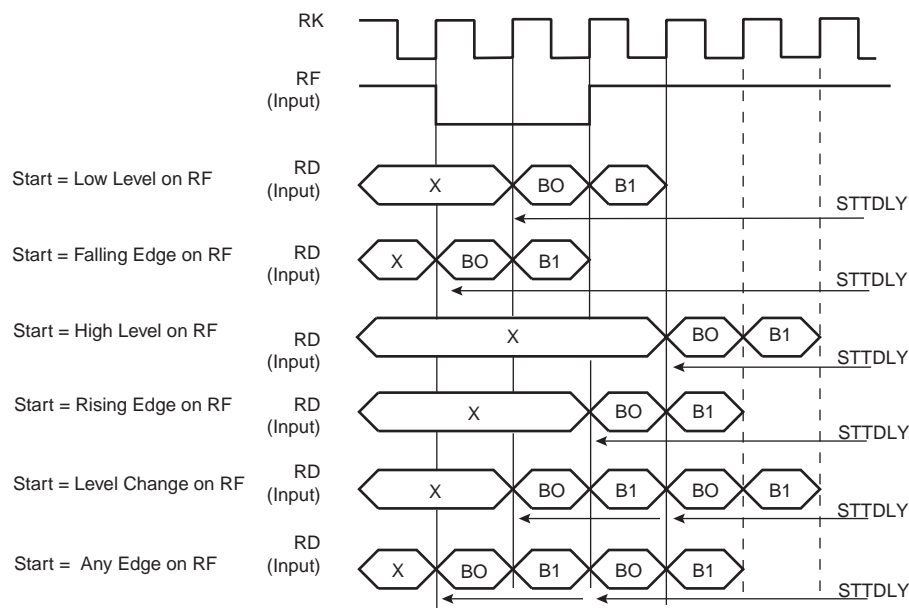 RK
RF
(Input)
Start = Low Level on RF
RD
(Input)
X
BO
B1
STTDLY
Start = Falling Edge on RF
RD
(Input)
X
BO
B1
STTDLY
Start = High Level on RF
RD
(Input)
X
BO
B1
STTDLY
Start = Rising Edge on RF
RD
(Input)
X
BO
B1
STTDLY
Start = Level Change on RF
RD
(Input)
X
BO
B1
BO
B1
STTDLY
Start = Any Edge on RF
RD
(Input)
X
BO
B1
BO
B1
STTDLY